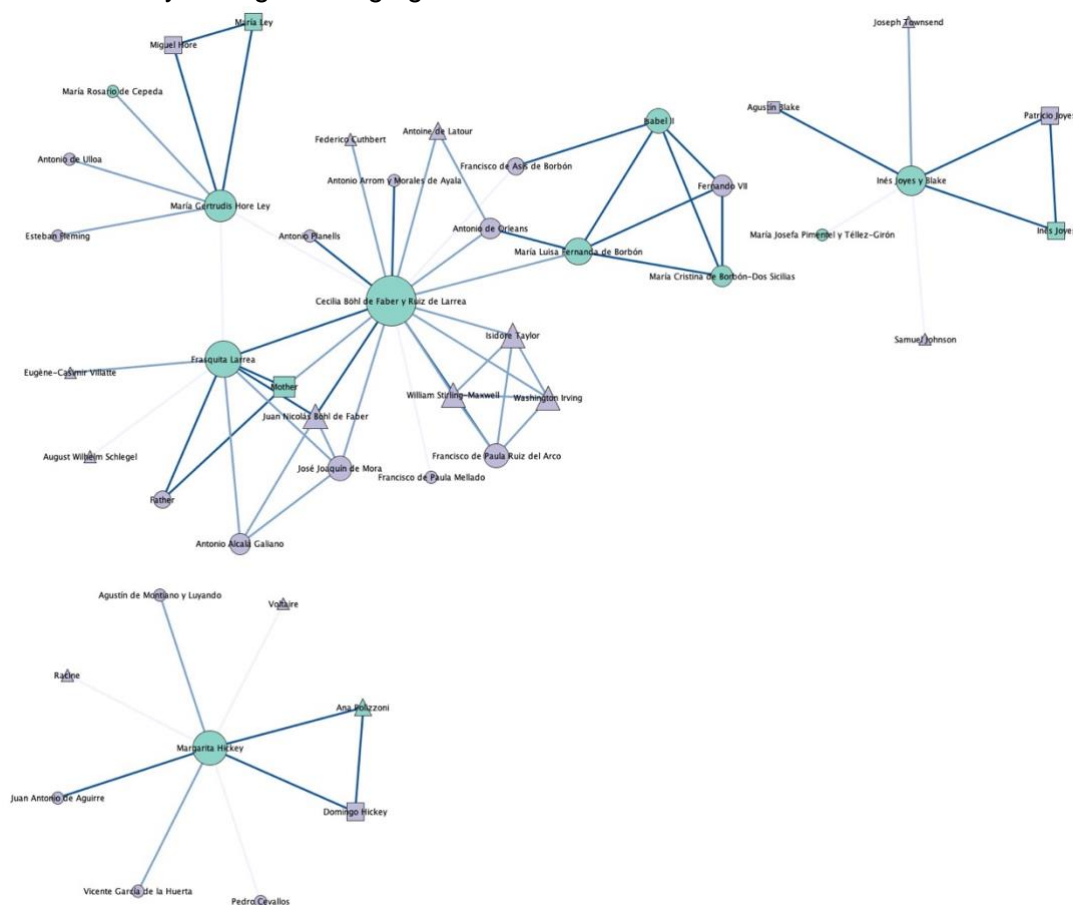 María Ley
Joseph Townsend
Miguel Hore
María Rosario de Cepeda
Agustín Blake
Patricio Joyes
Federico Cuthbert
Antoine de Latour
Isabel II
Antonio de Ulloa
Francisco de Asís de Borbón
Antonio Arrom y Morales de Ayala
Fernando VII
Inés Joyes y Blake
María Gertrudis Hore Ley
Esteban Fleming
Antonio Planells
Antonio de Orleans
María Josefa Pimentel y Téllez-Girón
Inés Joyes
María Luisa Fernanda de Borbón
María Cristina de Borbón-Dos Sicilias
Cecilia Böhl de Faber y Ruiz de Larrea
Isidore Taylor
Samuel Johnson
Frasquita Larrea
Eugène-Casimir Villatte
Mother
William Stirling-Maxwell
Washington Irving
Juan Nicolás Böhl de Faber
August Wilhelm Schlegel
Francisco de Paula Ruiz del Arco
José Joaquín de Mora
Francisco de Paula Mellado
Father
Antonio Alcalá Galiano
Agustín de Montiano y Luyando
Voltaire
Racine
Ana Polizzoni
Margarita Hickey
Juan Antonio de Aguirre
Domingo Hickey
Vicente García de la Huerta
Pedro Cevallos